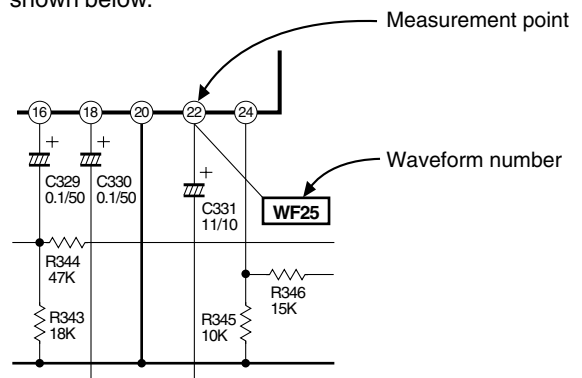 shown below.
Measurement point
16 18 20 22 24
Waveform number
C329
0.1/50
C330
0.1/50
C331
11/10
WF25
R344
47K
R346
15K
R343
18K
R345
10K